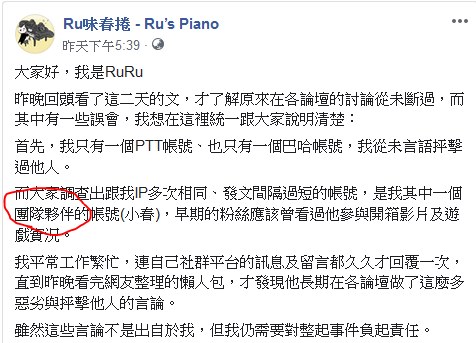 Ru味春捲 - Ru's Piano
昨天下午5:39 ·
大家好，我是RuRu
昨晚回頭看了這二天的文，才了解原來在各論壇的討論從未斷過，而
其中有一些誤會，我想在這裡統一跟大家說明清楚：
首先，我只有一個PTT帳號、也只有一個巴哈帳號，我從未言語抨擊
過他人。
而大家調查出跟我IP多次相同、發文間隔過短的帳號，是我其中一個
團隊夥伴的帳號(小春)，早期的粉絲應該曾看過他參與開箱影片及遊
戲實況。
我平常工作繁忙，連自己社群平台的訊息及留言都久久才回覆一次，
直到昨晚看完網友整理的懶人包，才發現他長期在各論壇做了這麼多
惡劣與抨擊他人的言論。
雖然這些言論不是出自於我，但我仍需要對整起事件負起責任。